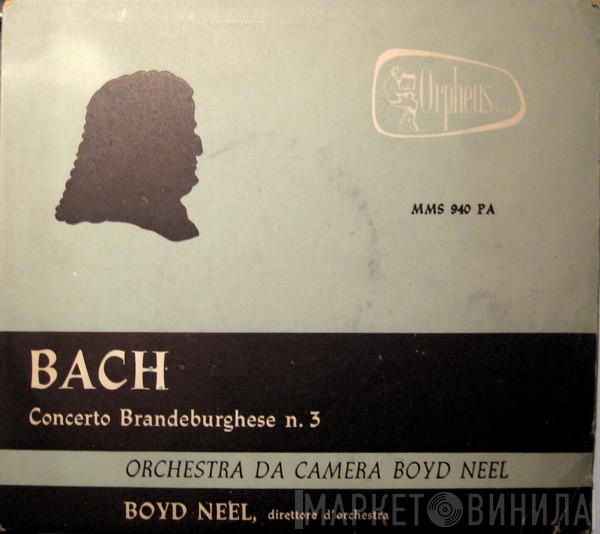 Orpheus
MMS 940 PA
BACH
Concerto Brandeburghese n. 3
ORCHESTRA DA CAMERA BOYD NEEL
BOYD NEEL, direttore d'orchestra
МАРКЕТ ВИНИЛА